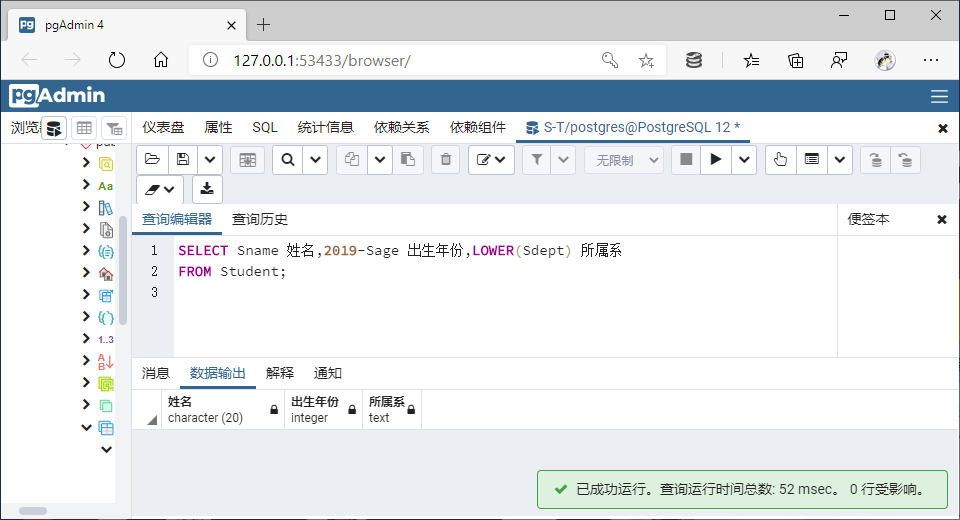 pgAdmin 4
127.0.0.1:53433/browser/
pgAdmin
浏览器 仪表盘 属性 SQL 统计信息 依赖关系 依赖组件 S-T/postgres@PostgreSQL 12 *
无限制
查询编辑器 查询历史 便签本
1 SELECT Sname 姓名,2019-Sage 出生年份,LOWER(Sdept) 所属系
2 FROM Student;
3
Aa
1..3
A
B
消息 数据输出 解释 通知
姓名 出生年份 所属系
character (20) integer text
已成功运行。查询运行时间总数: 52 msec。 0 行受影响。